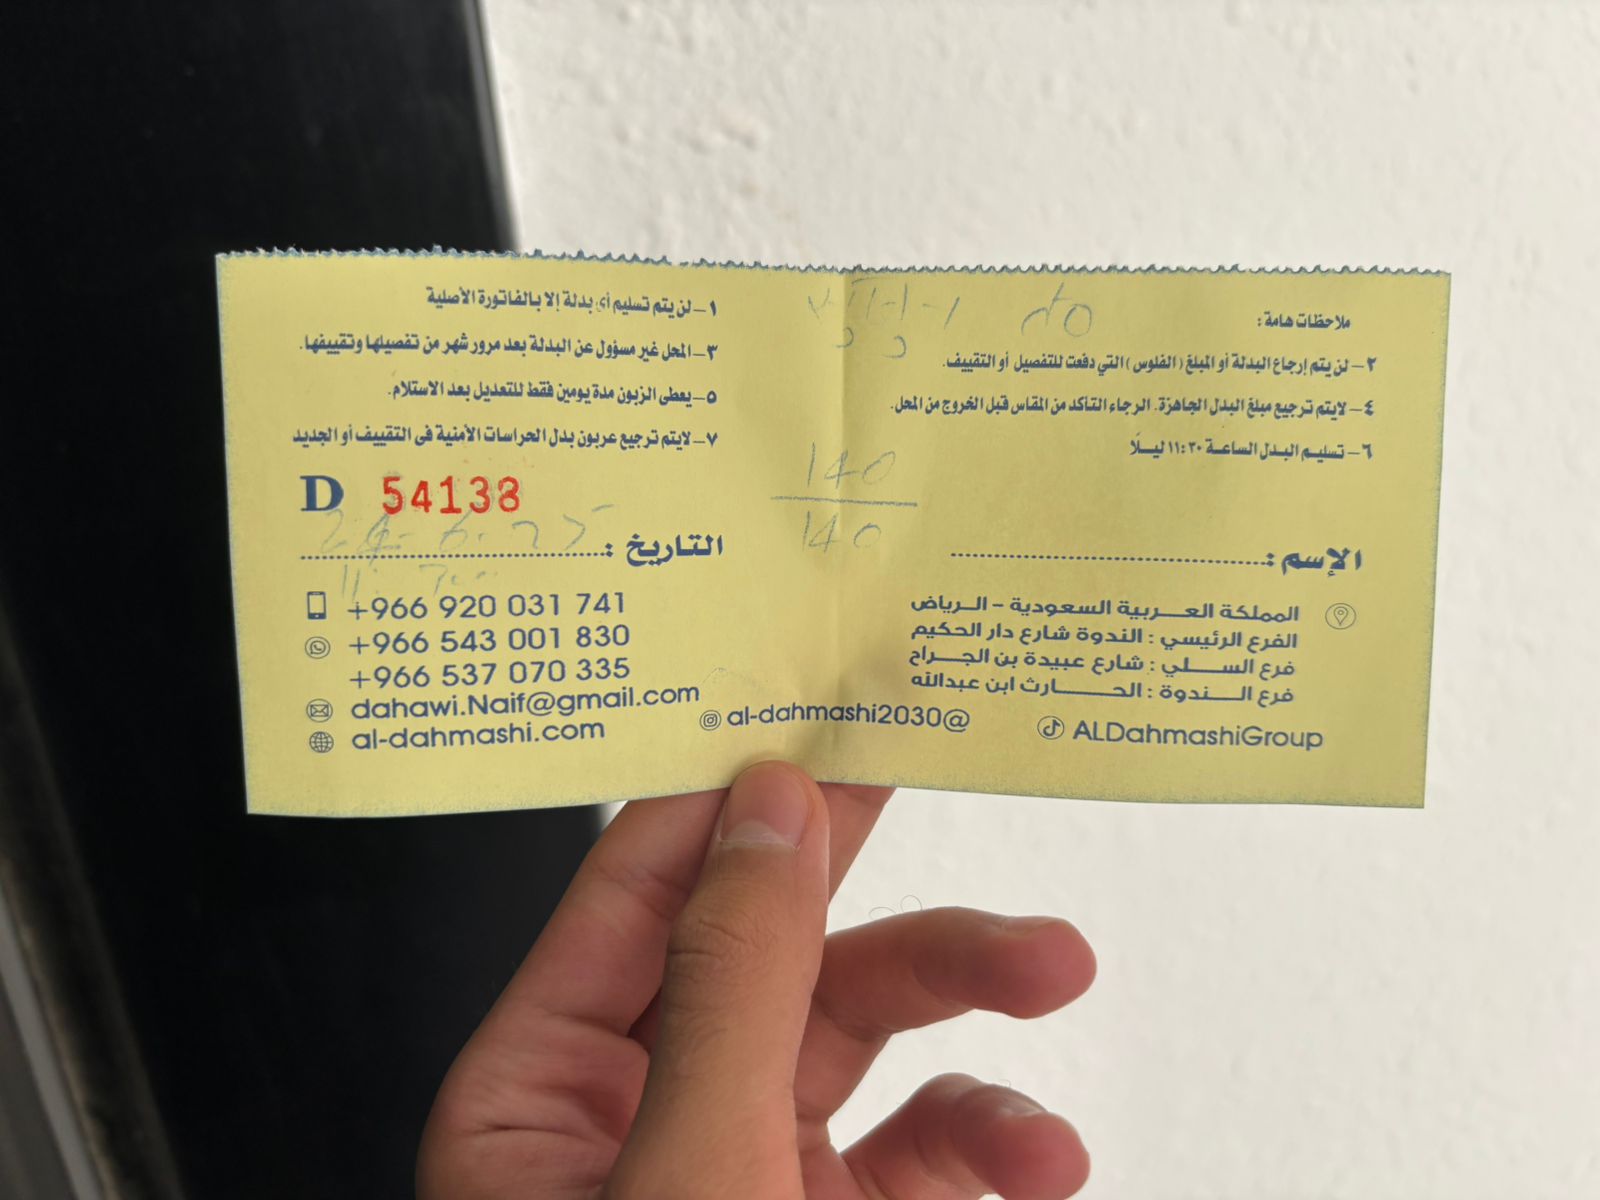 ملاحظات هامة :
١- لن يتم تسليم أي بدلة إلا بالفاتورة الأصلية
٢- لن يتم إرجاع البدلة أو المبلغ ( الفلوس ) التي دفعت للتفصيل أو التقييف.
٣- المحل غير مسؤول عن البدلة بعد مرور شهر من تفصيلها وتقييفها.
٤- لايتم ترجيع مبلغ البدل الجاهزة. الرجاء التأكد من المقاس قبل الخروج من المحل.
٥- يعطى الزبون مدة يومين فقط للتعديل بعد الاستلام.
٦- تسليم البدل الساعة ١١:٣٠ ليلاً
٧- لايتم ترجيع عربون بدل الحراسات الأمنية فى التقييف أو الجديد
140
140
D 54138
الإسم :
التاريخ :
المملكة العربية السعودية - الرياض
الفرع الرئيسي : الندوة شارع دار الحكيم
فرع السلي : شارع عبيدة بن الجراح
فرع الندوة : الحارث ابن عبدالله
+966 920 031 741
+966 543 001 830
+966 537 070 335
dahawi.Naif@gmail.com
al-dahmashi.com
al-dahmashi2030@
ALDahmashiGroup